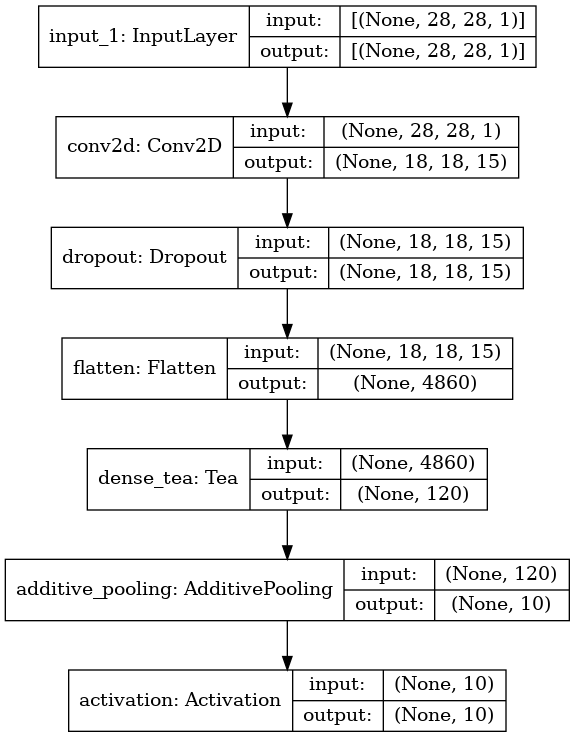 input_1: InputLayer
input:
[(None, 28, 28, 1)]
output:
[(None, 28, 28, 1)]
conv2d: Conv2D
input:
(None, 28, 28, 1)
output:
(None, 18, 18, 15)
dropout: Dropout
input:
(None, 18, 18, 15)
output:
(None, 18, 18, 15)
flatten: Flatten
input:
(None, 18, 18, 15)
output:
(None, 4860)
dense_tea: Tea
input:
(None, 4860)
output:
(None, 120)
additive_pooling: AdditivePooling
input:
(None, 120)
output:
(None, 10)
activation: Activation
input:
(None, 10)
output:
(None, 10)